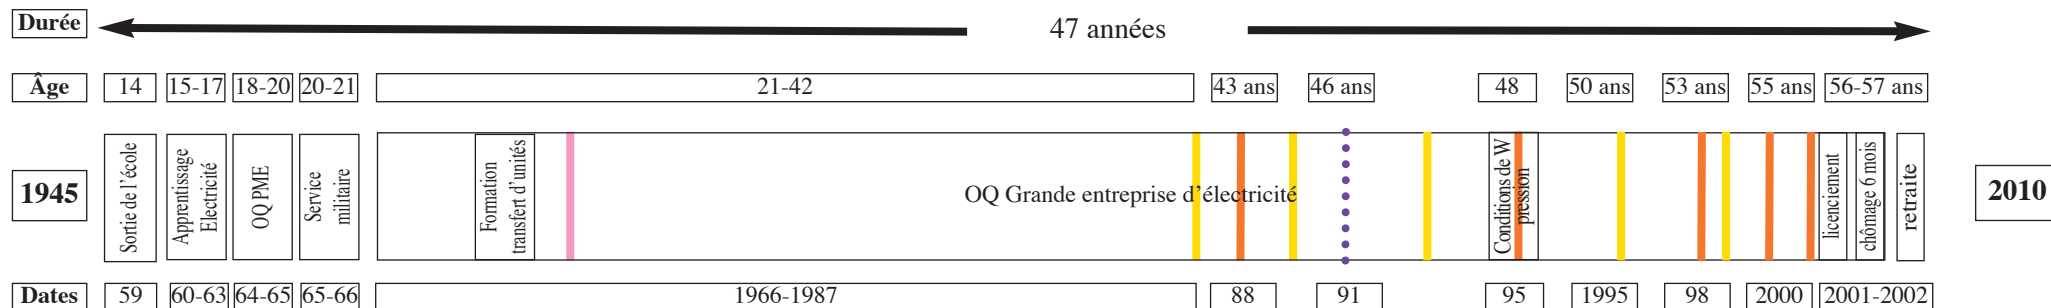 Durée
47 années
Âge
14
15-17
18-20
20-21
21-42
43 ans
46 ans
48
50 ans
53 ans
55 ans
56-57 ans
1945
Sortie de l'école
Apprentissage
Electricité
OQ PME
Service
militaire
Formation
transfert d'unités
OQ Grande entreprise d'électricité
Conditions de W
pression
licenciement
chômage 6 mois
retraite
2010
Dates
59
60-63
64-65
65-66
1966-1987
88
91
95
1995
98
2000
2001-2002